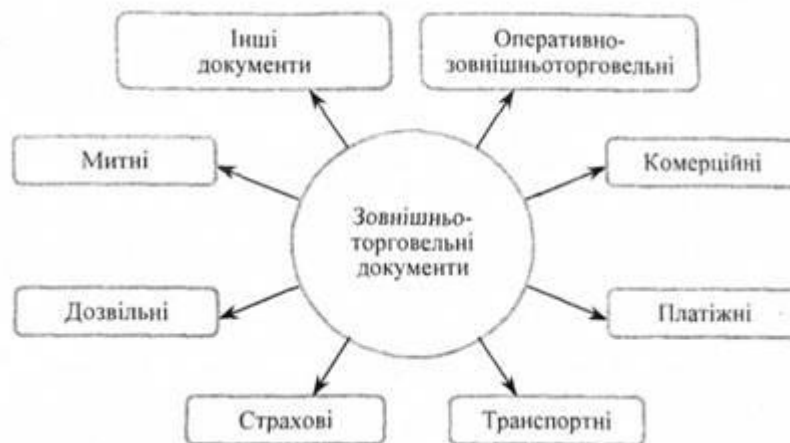 Інші
документи
Оперативно-
зовнішньоторговельні
Митні
Комерційні
Зовнішньо-
торговельні
документи
Дозвільні
Платіжні
Страхові
Транспортні